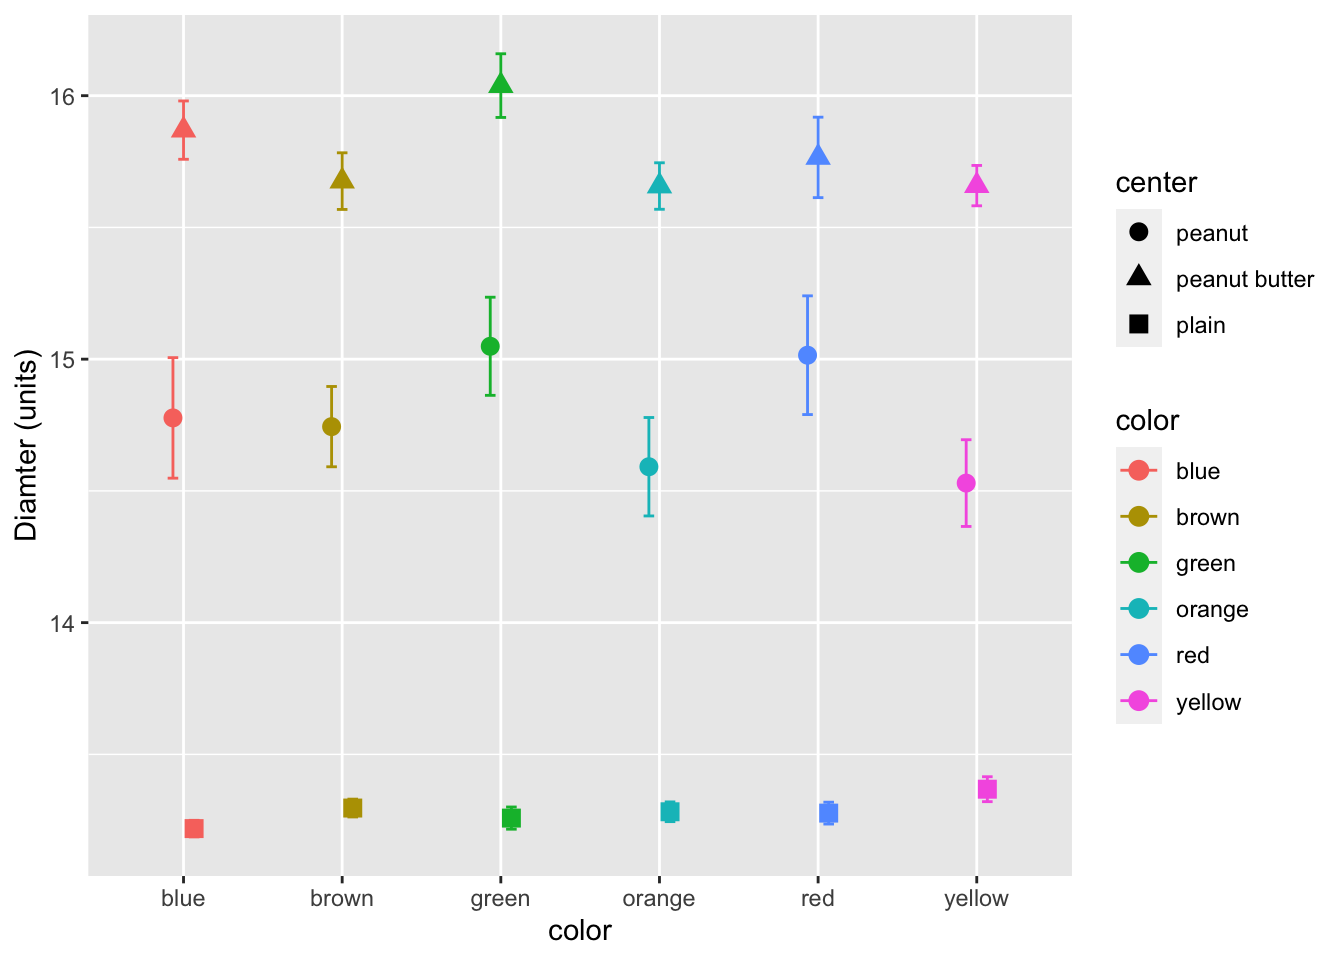 16
15
14
Diamter (units)
blue brown green orange red yellow
color
center
peanut
peanut butter
plain
color
blue
brown
green
orange
red
yellow